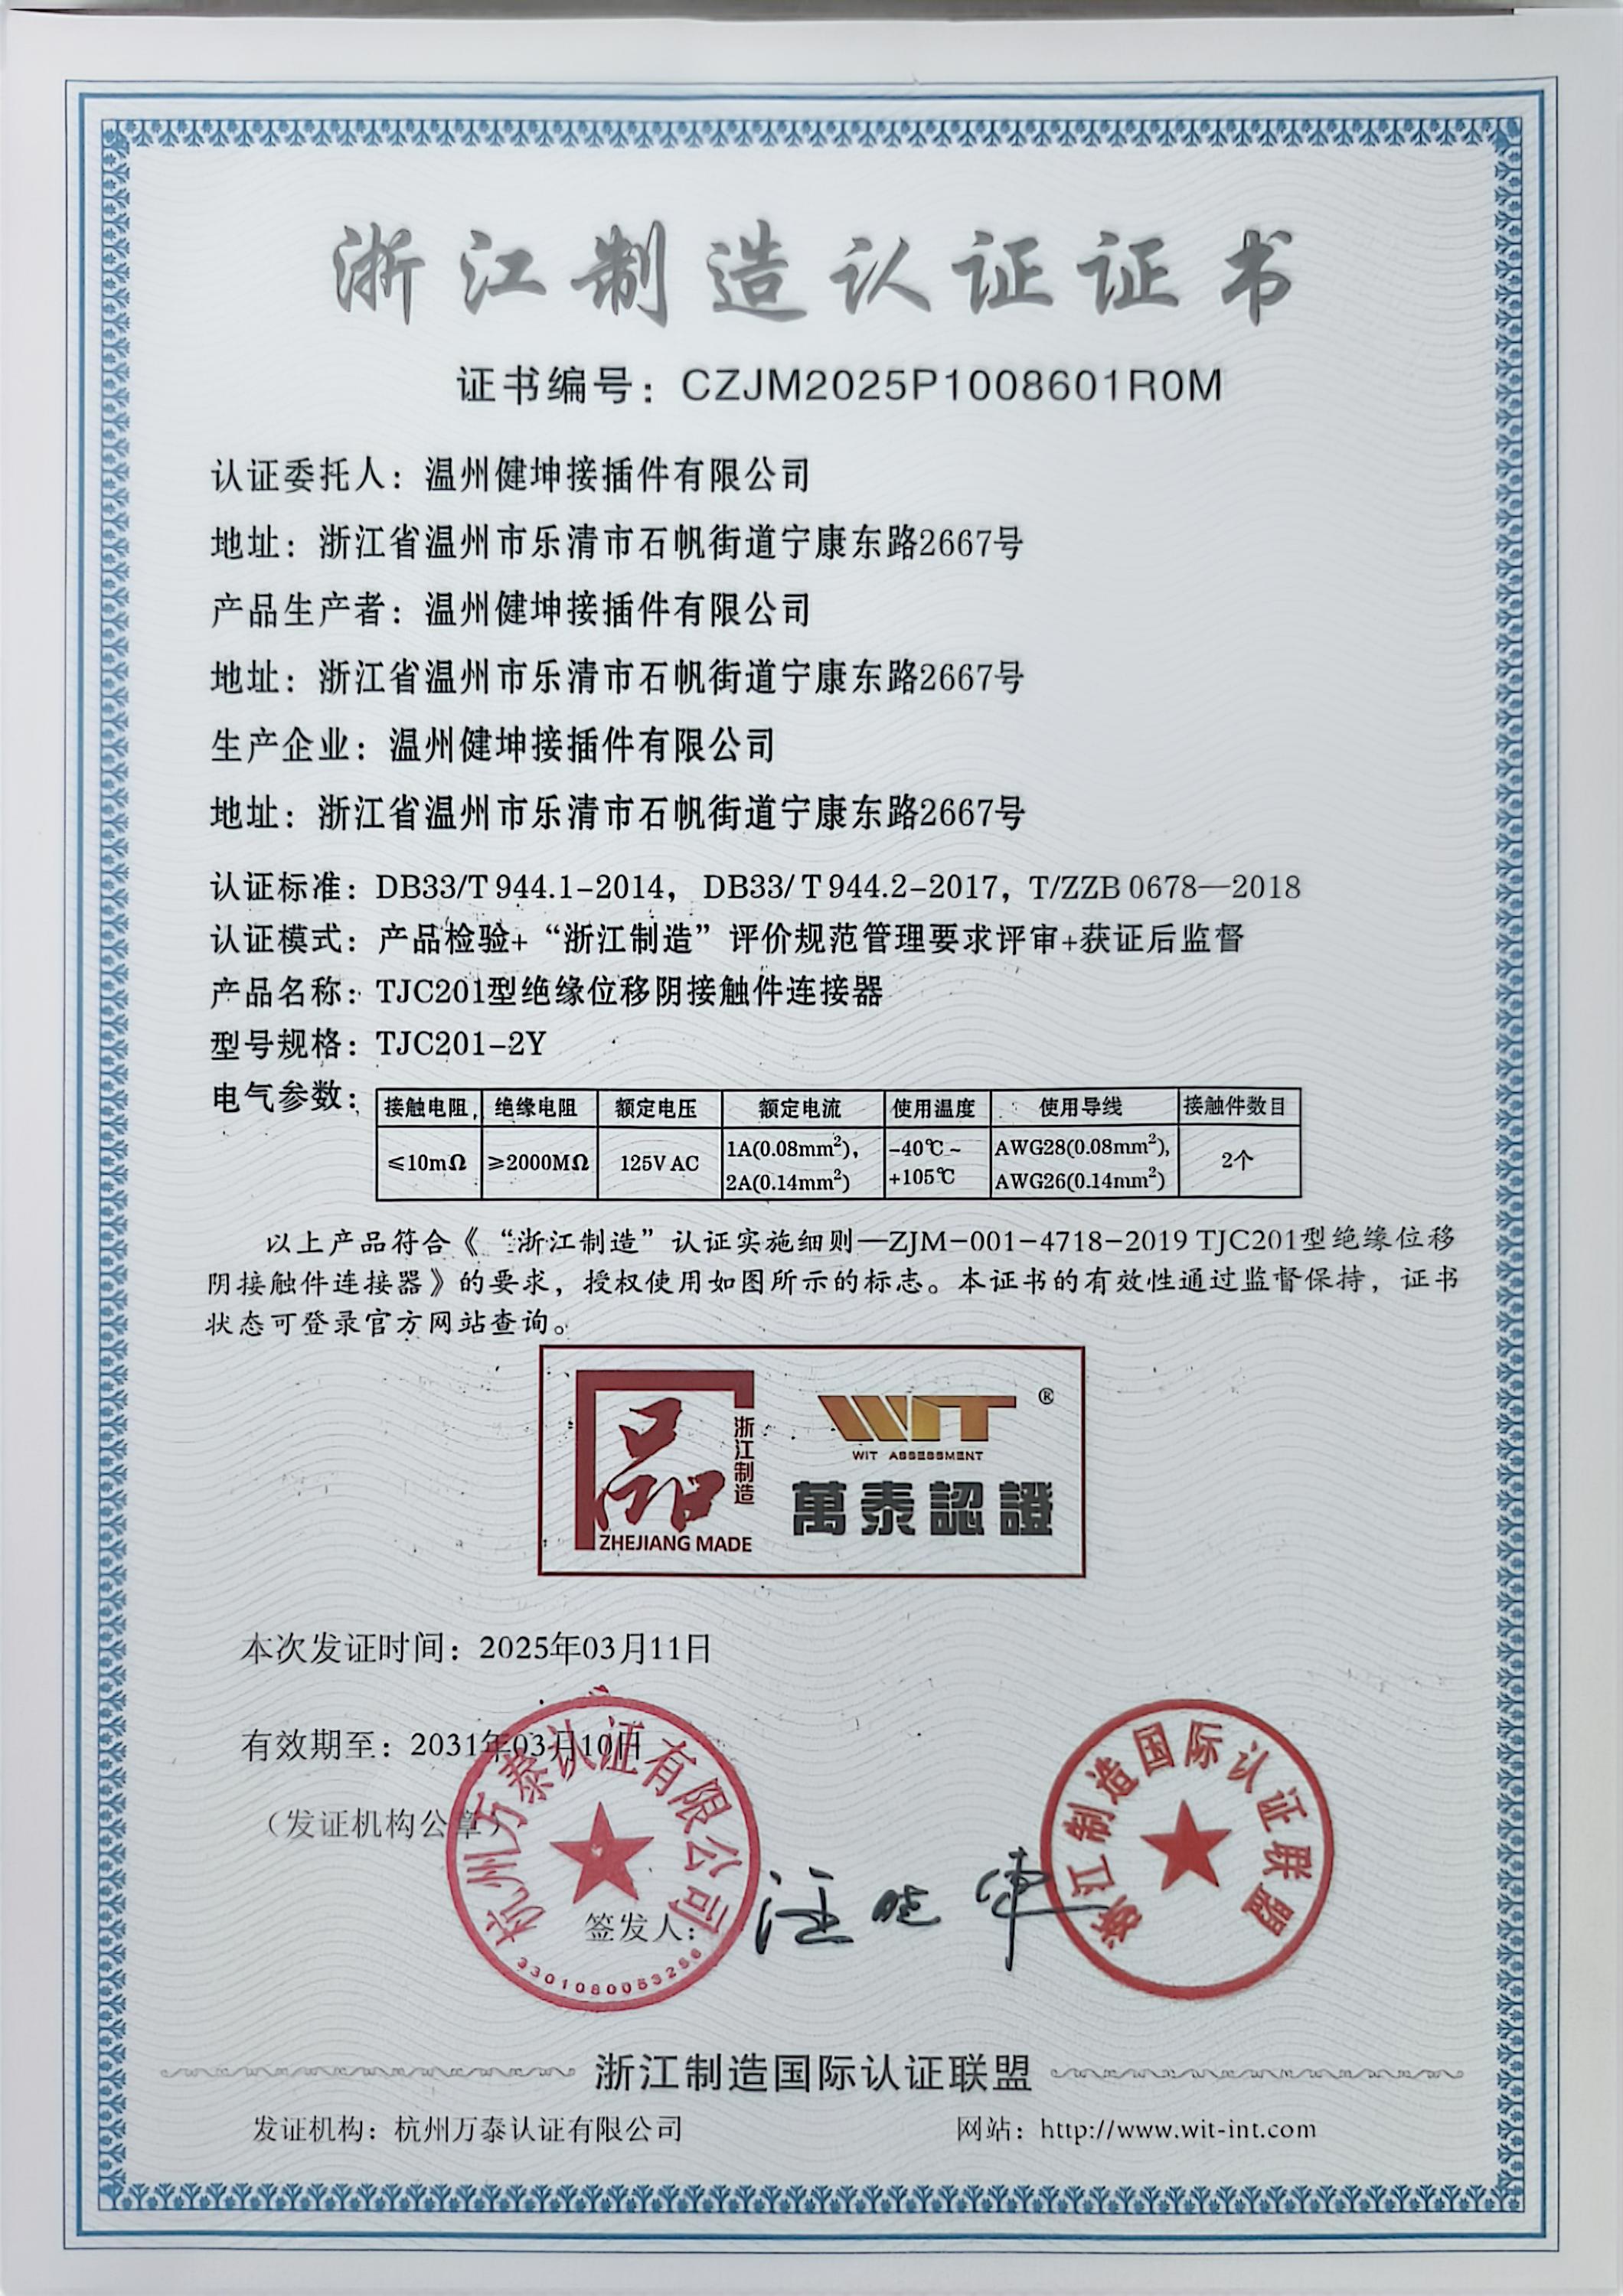 浙江制造认证证书
证书编号：CZJM2025P1008601R0M
认证委托人：温州健坤接插件有限公司
地址：浙江省温州市乐清市石帆街道宁康东路2667号
产品生产者：温州健坤接插件有限公司
地址：浙江省温州市乐清市石帆街道宁康东路2667号
生产企业：温州健坤接插件有限公司
地址：浙江省温州市乐清市石帆街道宁康东路2667号
认证标准：DB33/T 944.1-2014，DB33/T 944.2-2017，T/ZZB 0678—2018
认证模式：产品检验+“浙江制造”评价规范管理要求评审+获证后监督
产品名称：TJC201型绝缘位移阴接触件连接器
型号规格：TJC201-2Y
电气参数：
接触电阻 绝缘电阻 额定电压 额定电流 使用温度 使用导线 接触件数目
≤10mΩ ≥2000MΩ 125V AC 1A(0.08mm²)， -40℃~ AWG28(0.08mm²), 2个
2A(0.14mm²) +105℃ AWG26(0.14mm²)
以上产品符合《“浙江制造”认证实施细则—ZJM-001-4718-2019 TJC201型绝缘位移
阴接触件连接器》的要求，授权使用如图所示的标志。本证书的有效性通过监督保持，证书
状态可登录官方网站查询。
品
浙江制造
ZHEJIANG MADE
WIT ®
WIT ASSESSMENT
萬泰認證
本次发证时间：2025年03月11日
有效期至：2031年03月10日
（发证机构公章）
杭州万泰认证有限公司
3301080053256
签发人：汪晓伟
浙江制造国际认证联盟
浙江制造国际认证联盟
发证机构：杭州万泰认证有限公司
网站：http://www.wit-int.com